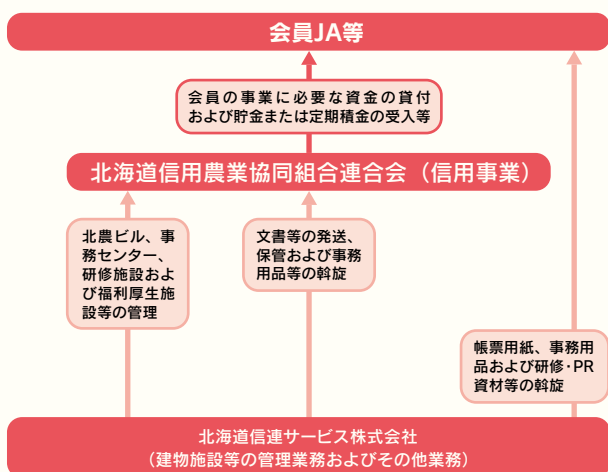 会員JA等
会員の事業に必要な資金の貸付
および貯金または定期積金の受入等
北海道信用農業協同組合連合会（信用事業）
北農ビル、事
務センター、
研修施設およ
び福利厚生施
設等の管理
文書等の発送、
保管および事務
用品等の斡旋
帳票用紙、事務用
品および研修・PR
資材等の斡旋
北海道信連サービス株式会社
（建物施設等の管理業務およびその他業務）